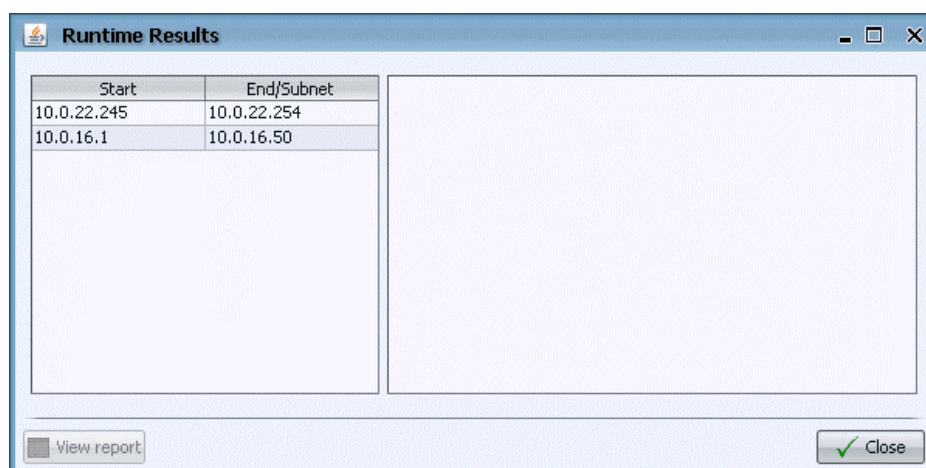 Runtime Results
Start End/Subnet
10.0.22.245 10.0.22.254
10.0.16.1 10.0.16.50
View report Close